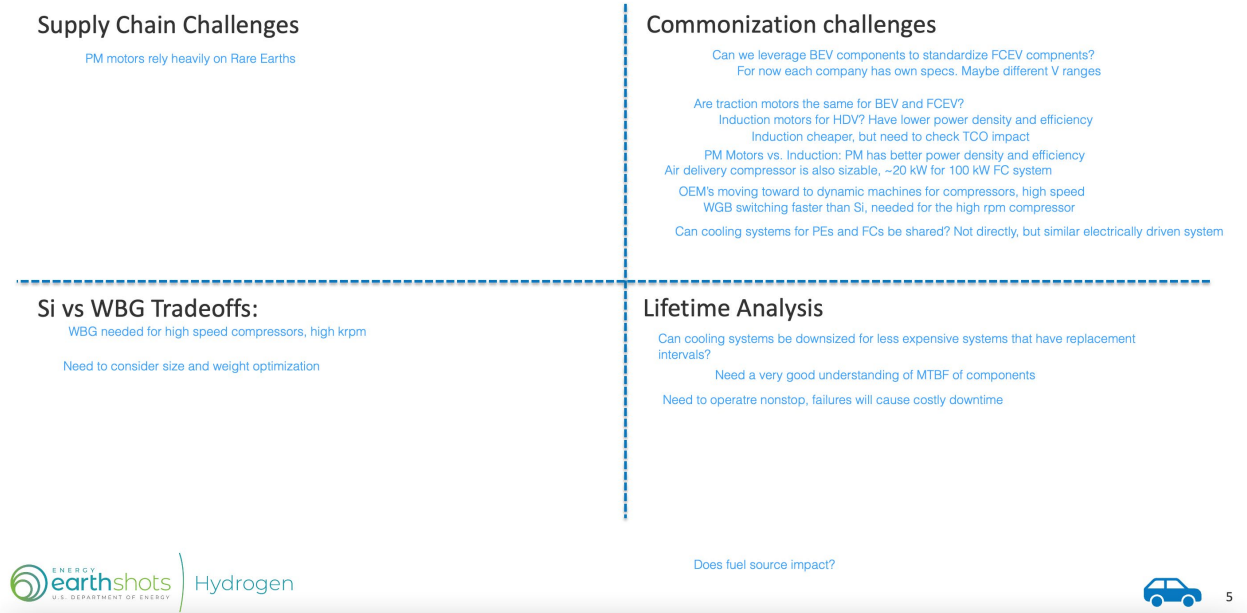 Supply Chain Challenges
PM motors rely heavily on Rare Earths
Commonization challenges
Can we leverage BEV components to standardize FCEV compnents?
For now each company has own specs. Maybe different V ranges
Are traction motors the same for BEV and FCEV?
Induction motors for HDV? Have lower power density and efficiency
Induction cheaper, but need to check TCO impact
PM Motors vs. Induction: PM has better power density and efficiency
Air delivery compressor is also sizable, ~20 kW for 100 kW FC system
OEM's moving toward to dynamic machines for compressors, high speed
WGB switching faster than Si, needed for the high rpm compressor
Can cooling systems for PEs and FCs be shared? Not directly, but similar electrically driven system
Si vs WBG Tradeoffs:
WBG needed for high speed compressors, high krpm
Need to consider size and weight optimization
Lifetime Analysis
Can cooling systems be downsized for less expensive systems that have replacement
intervals?
Need a very good understanding of MTBF of components
Need to operatre nonstop, failures will cause costly downtime
Does fuel source impact?
ENERGY
earthshots
U.S. DEPARTMENT OF ENERGY
Hydrogen
5